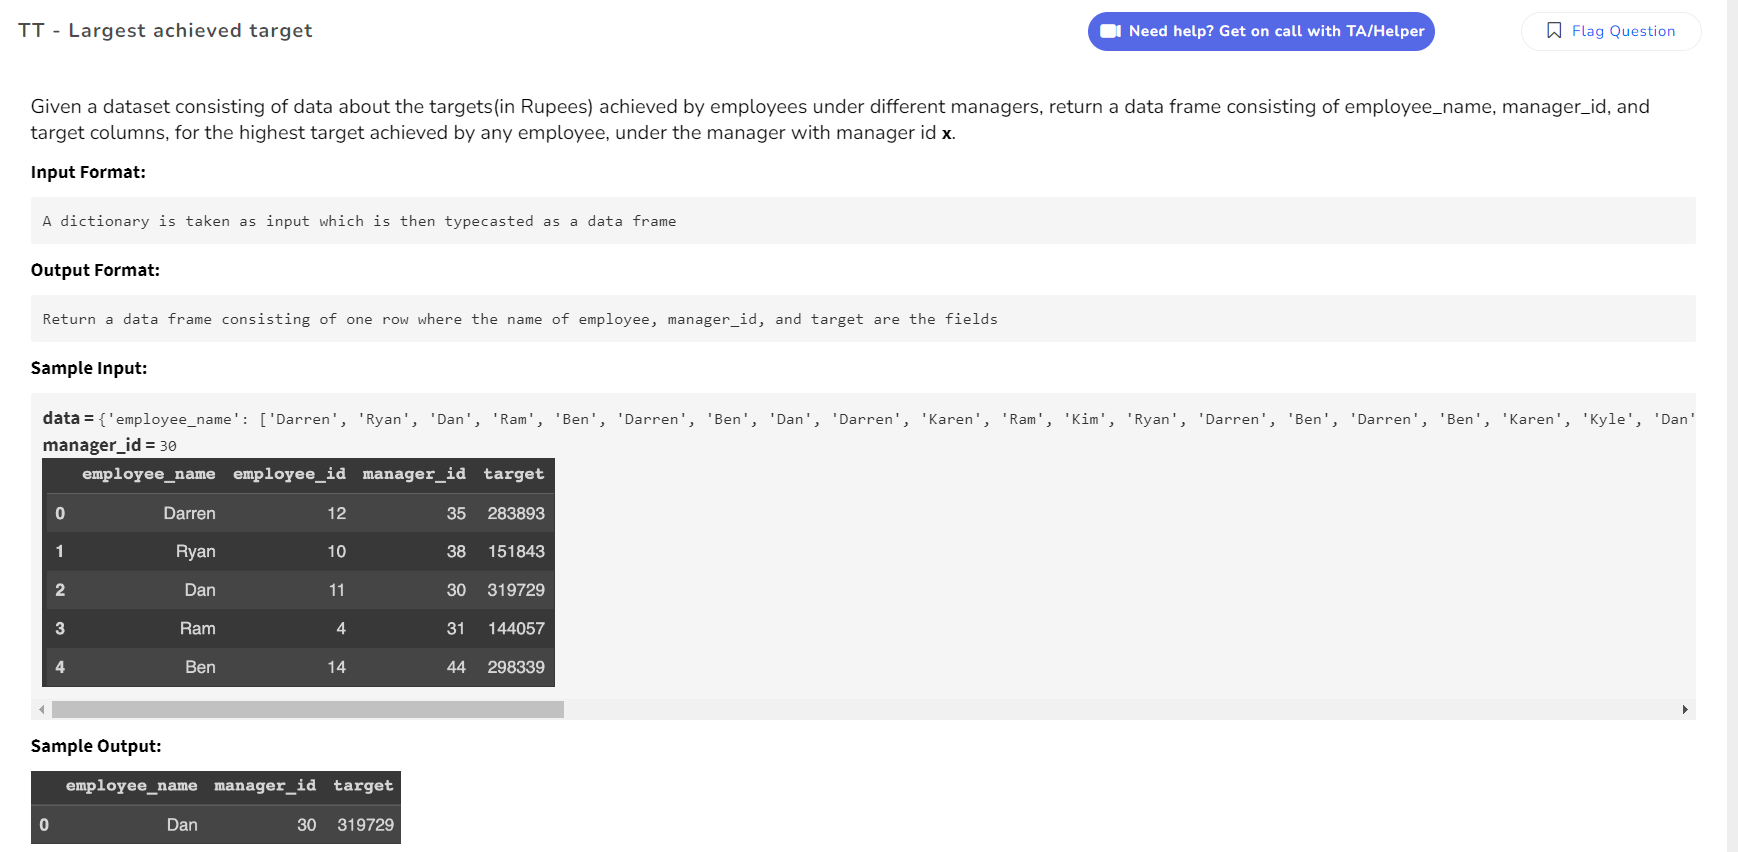 TT - Largest achieved target
Need help? Get on call with TA/Helper
Flag Question
Given a dataset consisting of data about the targets(in Rupees) achieved by employees under different managers, return a data frame consisting of employee_name, manager_id, and
target columns, for the highest target achieved by any employee, under the manager with manager id x.
Input Format:
A dictionary is taken as input which is then typecasted as a data frame
Output Format:
Return a data frame consisting of one row where the name of employee, manager_id, and target are the fields
Sample Input:
data = {'employee_name': ['Darren', 'Ryan', 'Dan', 'Ram', 'Ben', 'Darren', 'Ben', 'Dan', 'Darren', 'Karen', 'Ram', 'Kim', 'Ryan', 'Darren', 'Ben', 'Darren', 'Ben', 'Karen', 'Kyle', 'Dan'
manager_id = 30
employee_name employee_id manager_id target
0 Darren 12 35 283893
1 Ryan 10 38 151843
2 Dan 11 30 319729
3 Ram 4 31 144057
4 Ben 14 44 298339
Sample Output:
employee_name manager_id target
0 Dan 30 319729